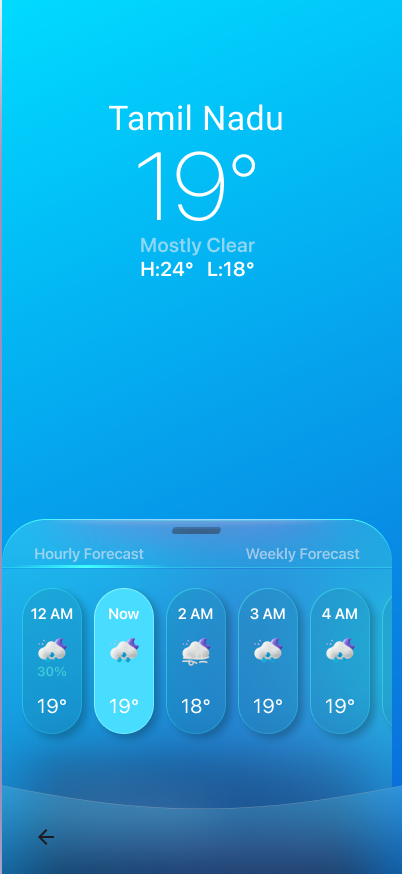 Tamil Nadu
19°
Mostly Clear
H:24° L:18°
Hourly Forecast Weekly Forecast
12 AM Now 2 AM 3 AM 4 AM
30%
19° 19° 18° 19° 19°